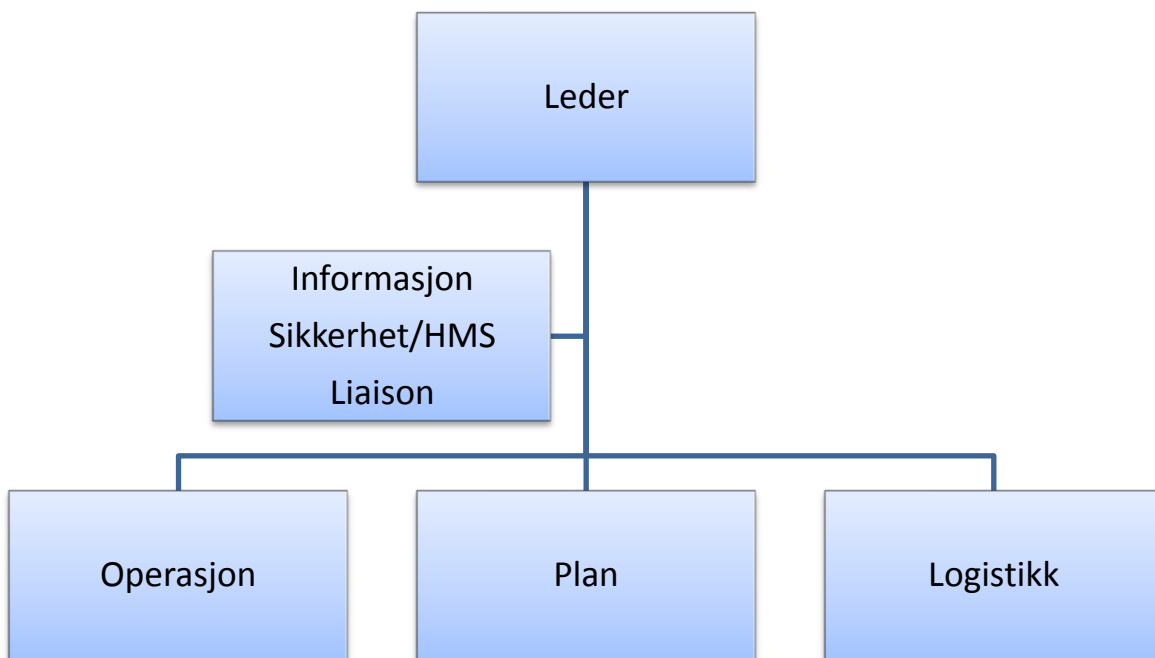 Leder
Informasjon
Sikkerhet/HMS
Liaison
Operasjon
Plan
Logistikk